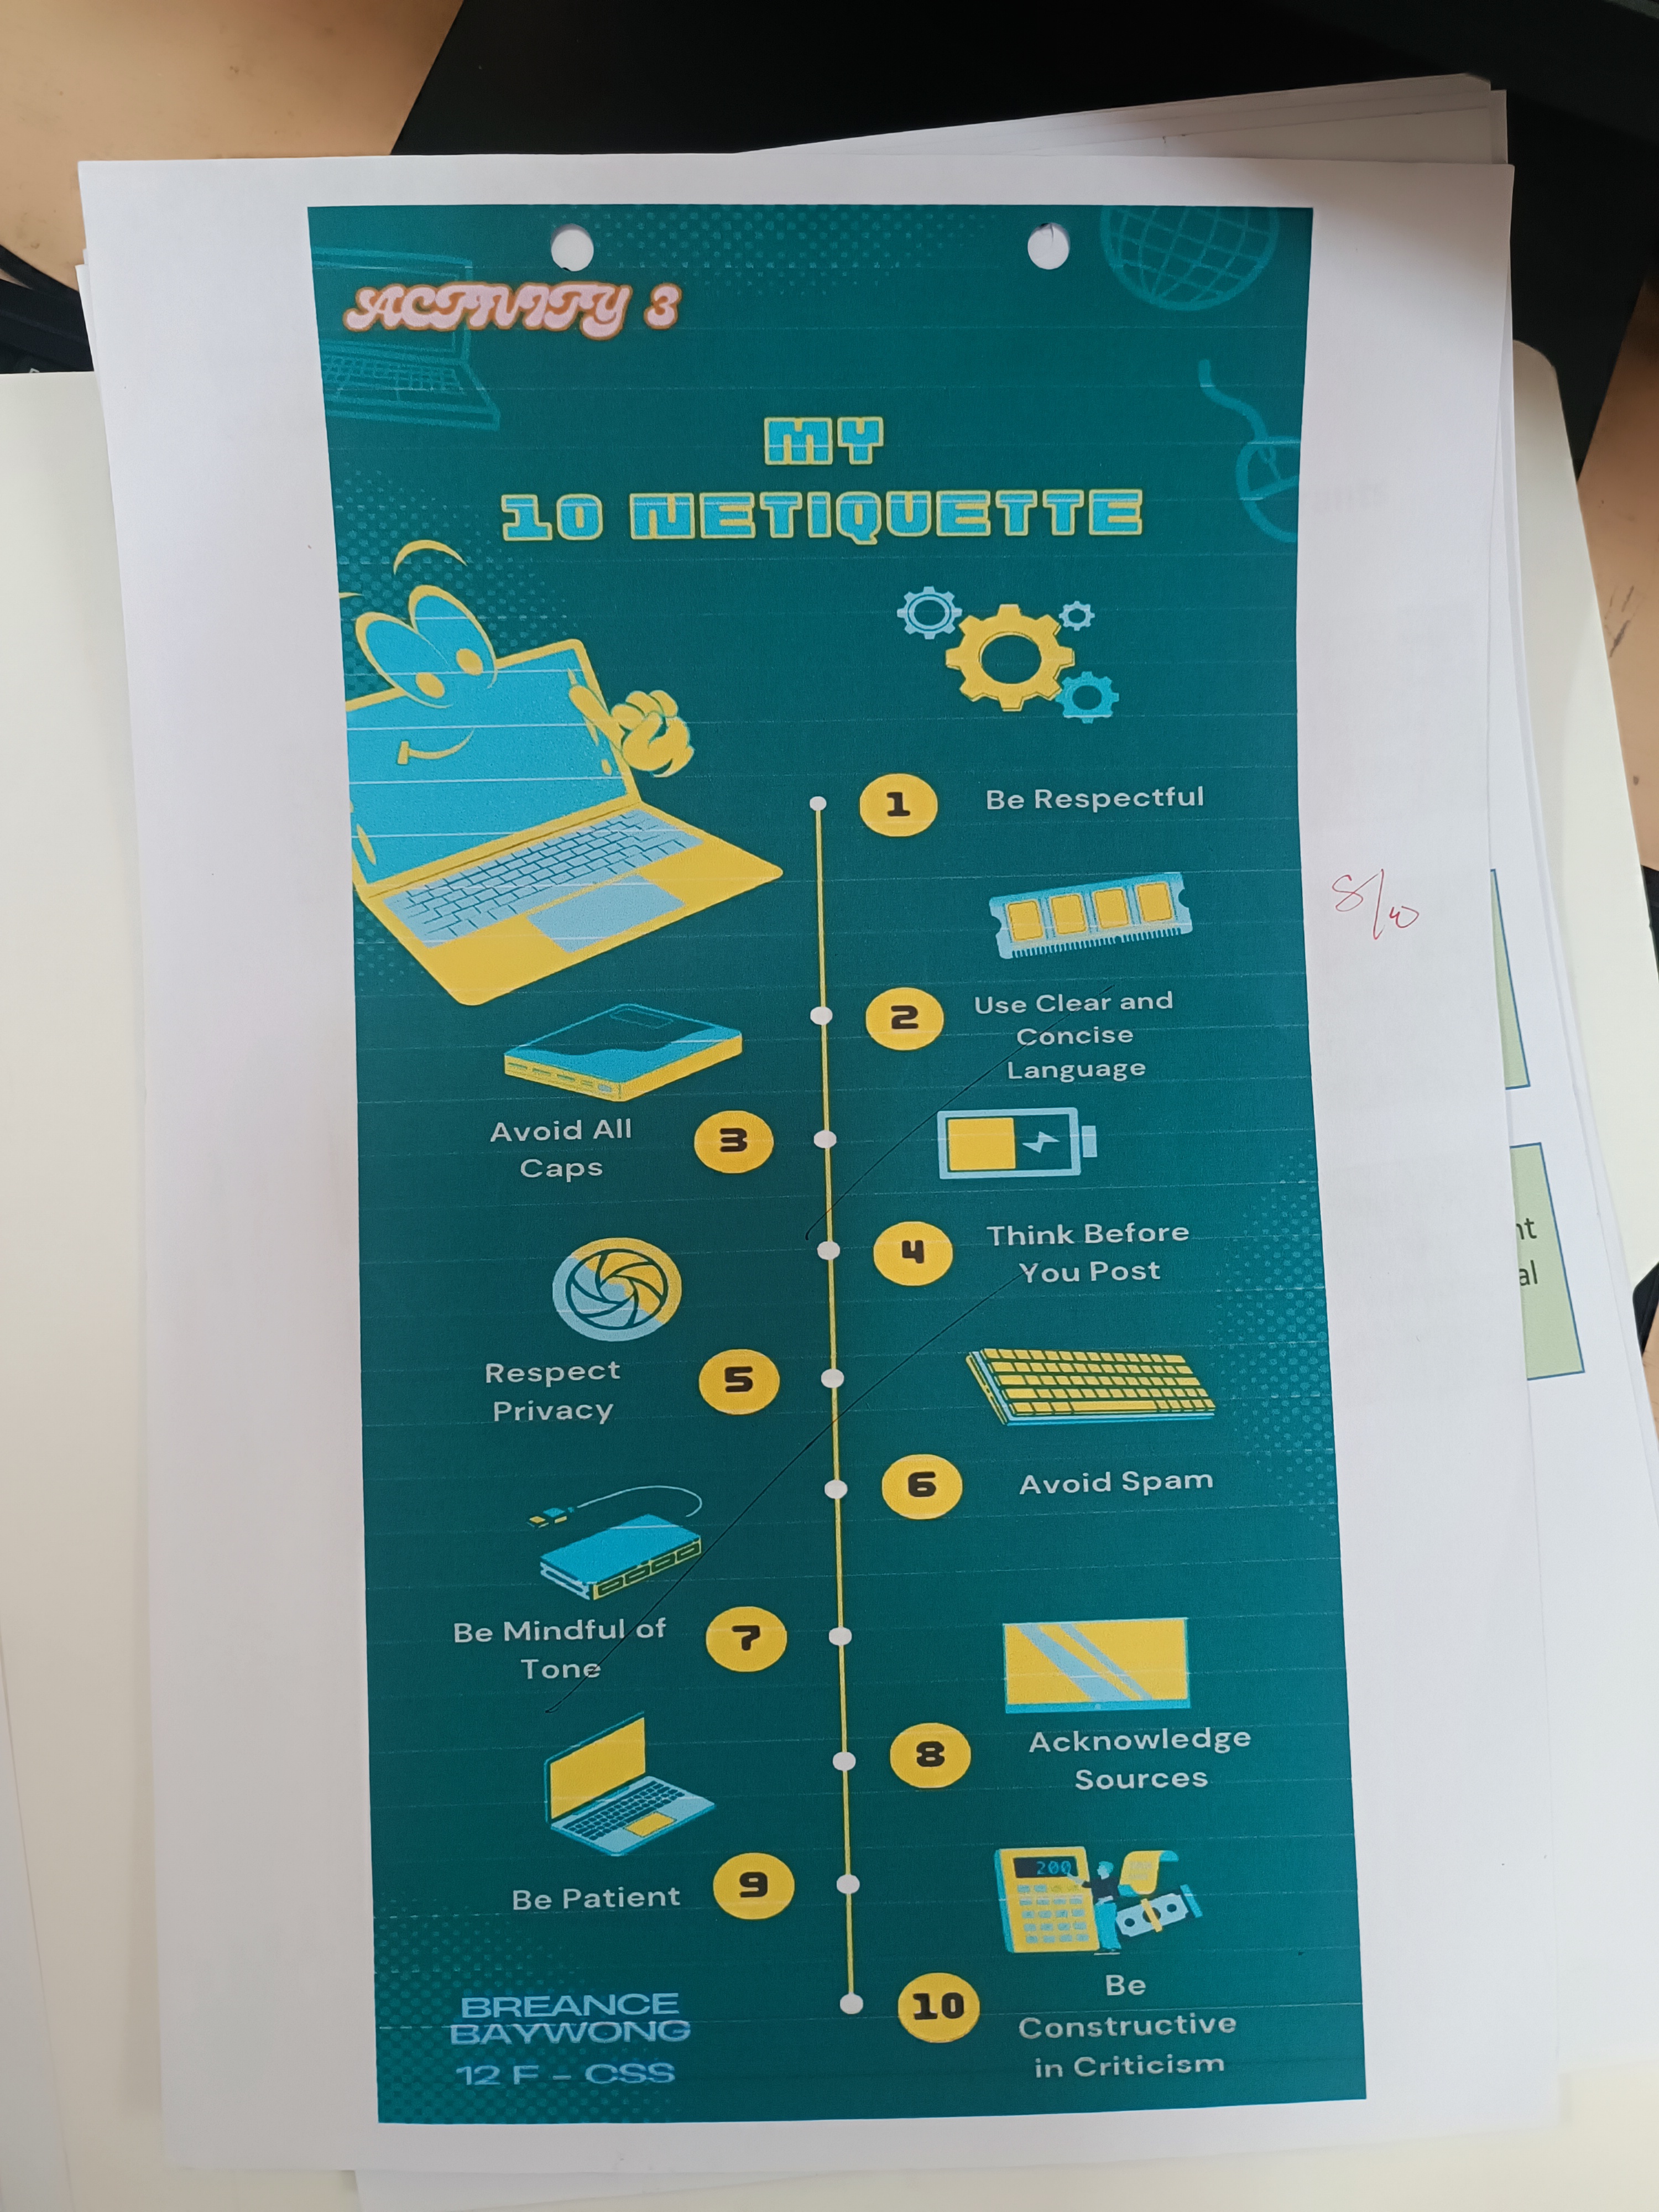 ACTIVITY 3
MY
10 NETIQUETTE
1 Be Respectful
2 Use Clear and
Concise
Language
Avoid All
Caps
3
4 Think Before
You Post
Respect
Privacy
5
6 Avoid Spam
Be Mindful of
Tone
7
8 Acknowledge
Sources
Be Patient 9
200
10 Be
Constructive
in Criticism
BREANCE
BAYWONG
12 F - CSS
8/10
nt
al